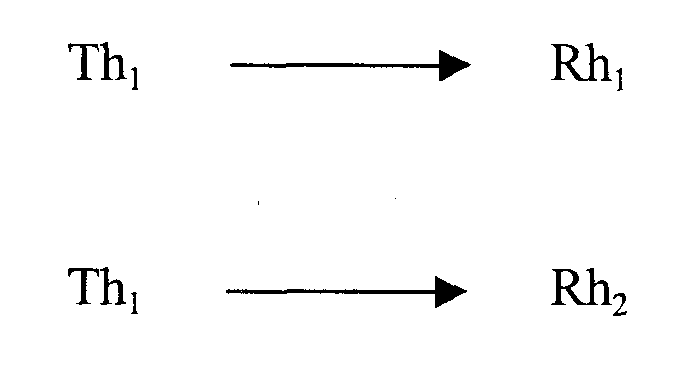 Th₁ → Rh₁
Th₁ → Rh₂